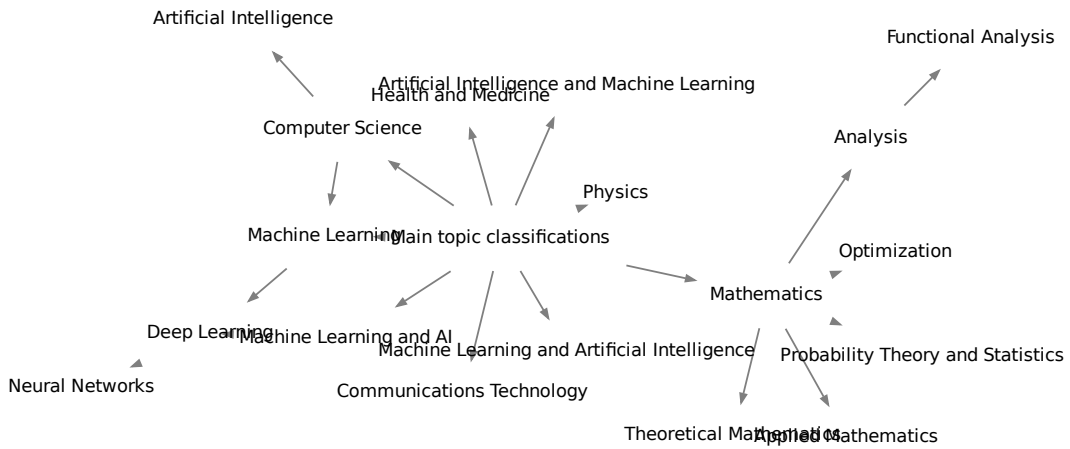 Artificial Intelligence
Functional Analysis
Artificial Intelligence and Machine Learning
Health and Medicine
Computer Science
Analysis
Physics
Machine Learning
Main topic classifications
Optimization
Mathematics
Deep Learning
Machine Learning and AI
Machine Learning and Artificial Intelligence
Probability Theory and Statistics
Neural Networks
Communications Technology
Theoretical Mathematics
Applied Mathematics